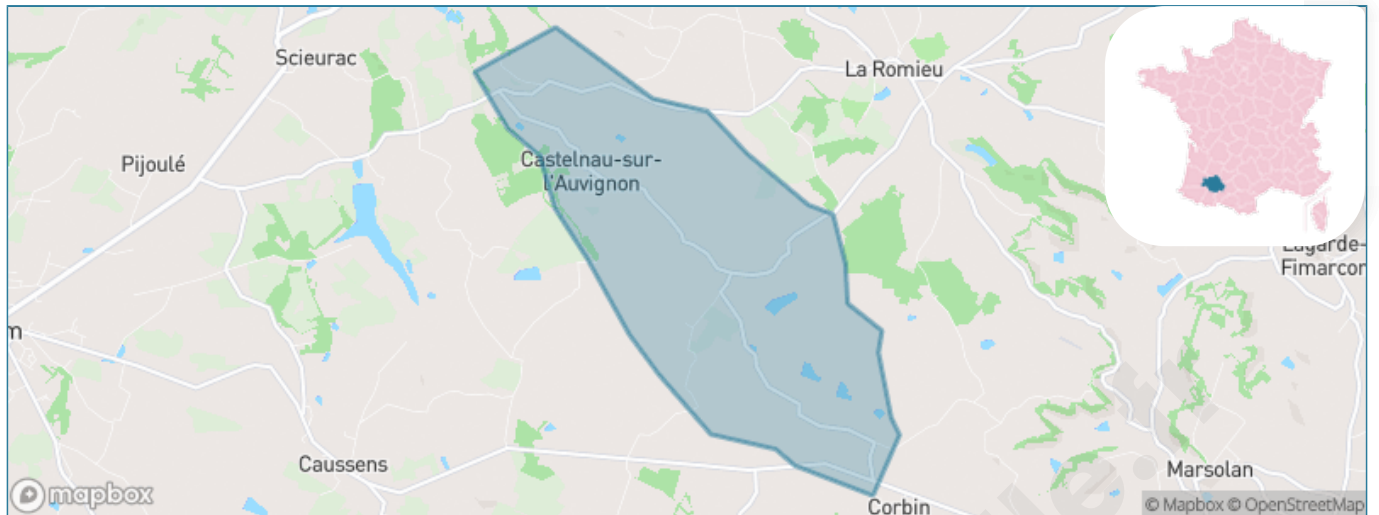 Scieurac
La Romieu
Pijoulé
Castelnau-sur-
l'Auvignon
Lagarde-
Fimarcon
m
Caussens
Marsolan
Corbin
mapbox
© Mapbox © OpenStreetMap